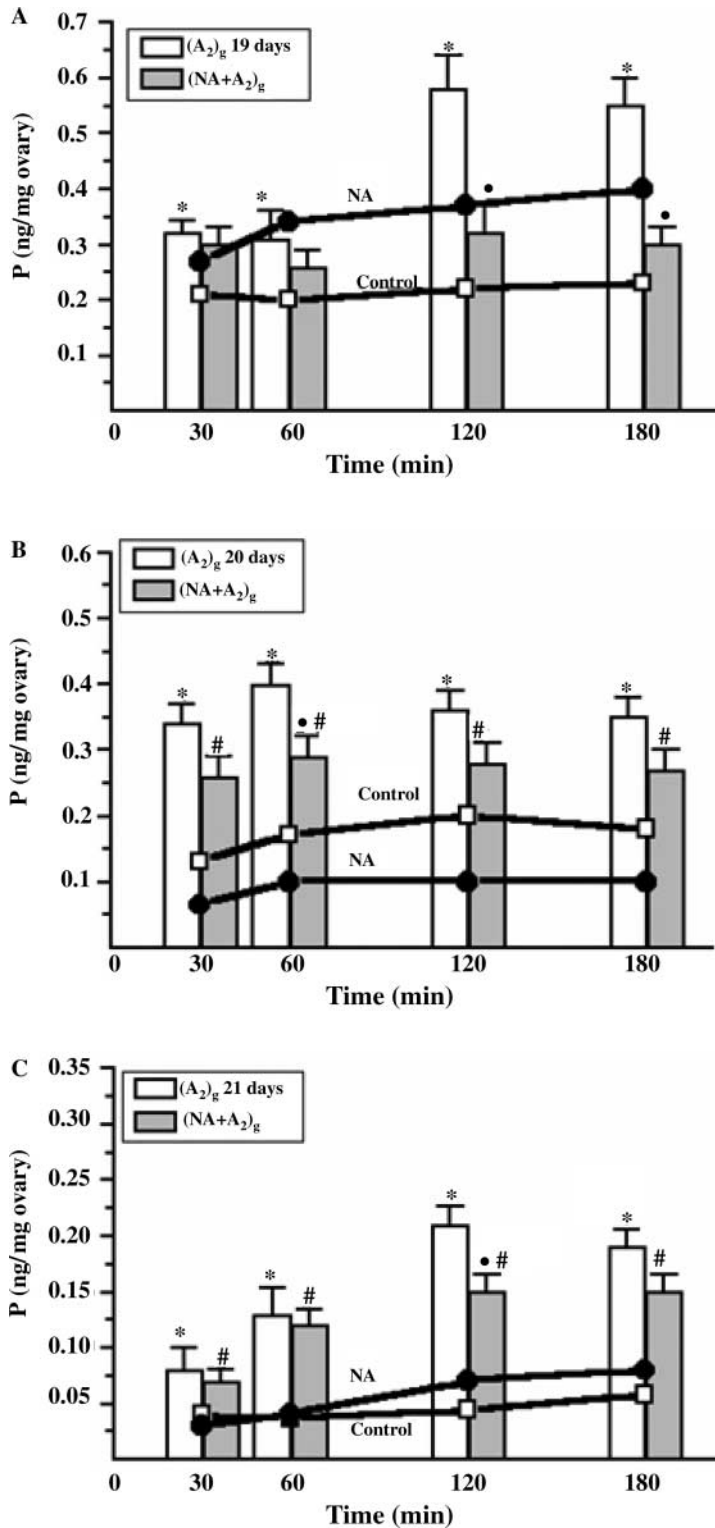 A
P (ng/mg ovary)
0.7
0.6
0.5
0.4
0.3
0.2
0.1
(A₂)g 19 days
(NA+A₂)g
*
*
*
*
•
•
NA
Control
0 30 60 120 180
Time (min)
B
P (ng/mg ovary)
0.6
0.5
0.4
0.3
0.2
0.1
(A₂)g 20 days
(NA+A₂)g
*
*
*
*
#
• #
#
#
Control
NA
0 30 60 120 180
Time (min)
C
P (ng/mg ovary)
0.35
0.30
0.25
0.20
0.15
0.10
0.05
(A₂)g 21 days
(NA+A₂)g
*
*
*
*
#
#
• #
#
NA
Control
0 30 60 120 180
Time (min)